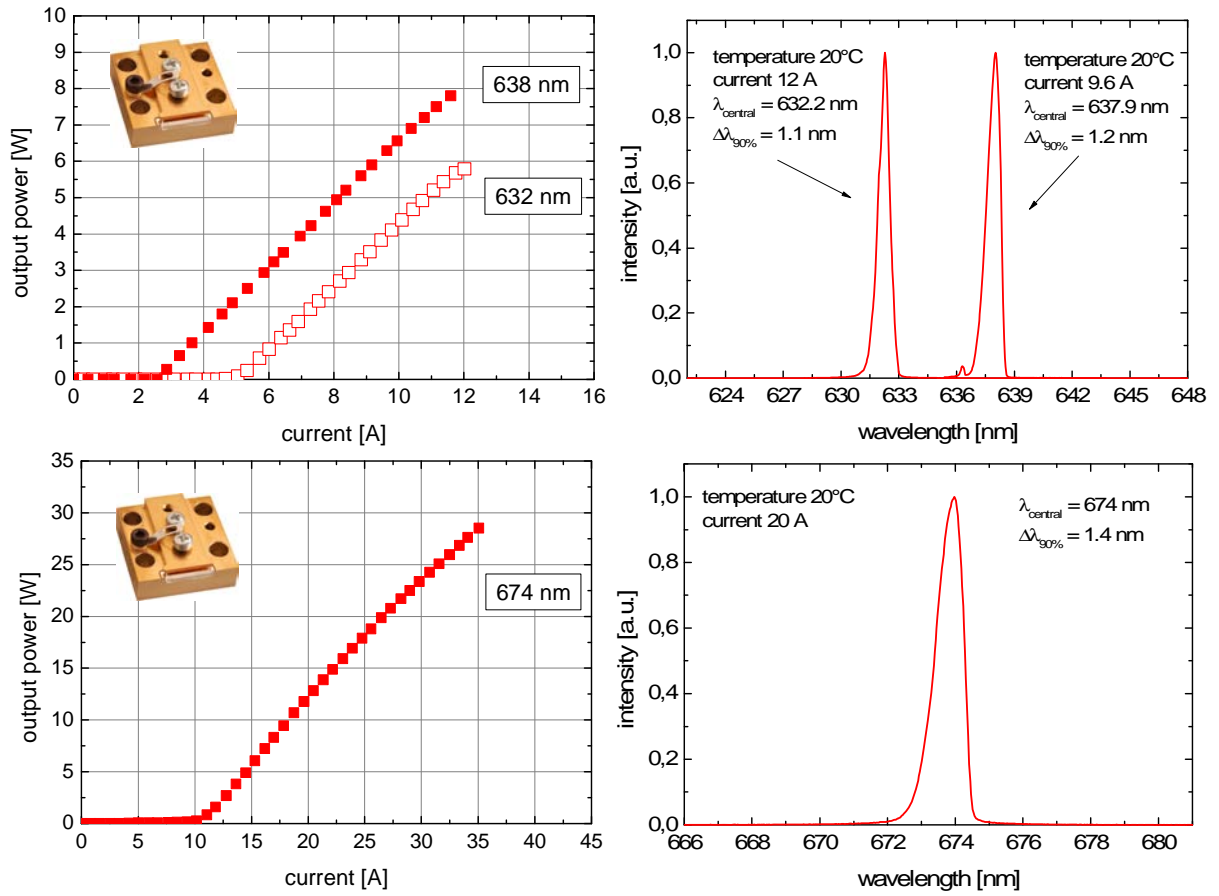 10
9
8
7
6
5
4
3
2
1
0
output power [W]
638 nm
632 nm
0 2 4 6 8 10 12 14 16
current [A]
1,0
0,8
0,6
0,4
0,2
0,0
intensity [a.u.]
temperature 20°C
current 12 A
λcentral = 632.2 nm
Δλ90% = 1.1 nm
temperature 20°C
current 9.6 A
λcentral = 637.9 nm
Δλ90% = 1.2 nm
624 627 630 633 636 639 642 645 648
wavelength [nm]
35
30
25
20
15
10
5
0
output power [W]
674 nm
0 5 10 15 20 25 30 35 40 45
current [A]
1,0
0,8
0,6
0,4
0,2
0,0
intensity [a.u.]
temperature 20°C
current 20 A
λcentral = 674 nm
Δλ90% = 1.4 nm
666 668 670 672 674 676 678 680
wavelength [nm]